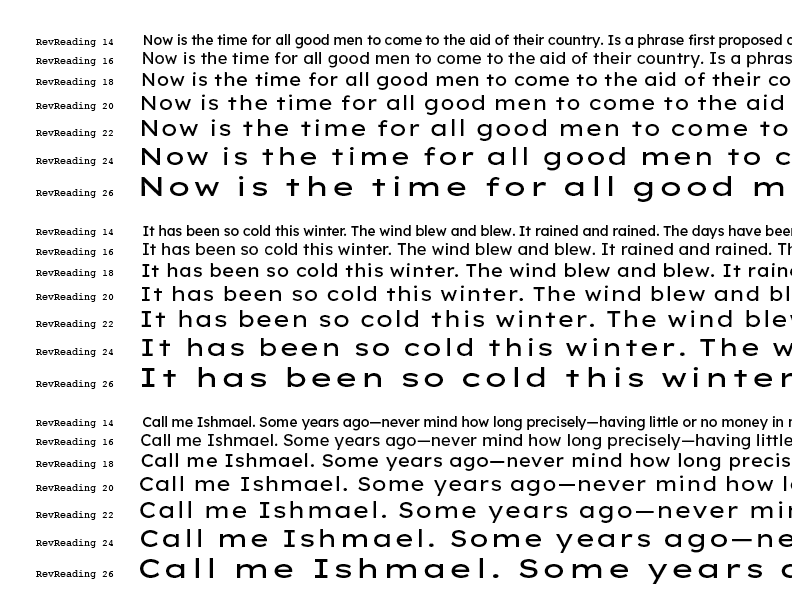 RevReading 14 Now is the time for all good men to come to the aid of their country. Is a phrase first proposed
RevReading 16 Now is the time for all good men to come to the aid of their country. Is a phras
RevReading 18 Now is the time for all good men to come to the aid of their co
RevReading 20 Now is the time for all good men to come to the aid
RevReading 22 Now is the time for all good men to come to
RevReading 24 Now is the time for all good men to c
RevReading 26 Now is the time for all good m
RevReading 14 It has been so cold this winter. The wind blew and blew. It rained and rained. The days have been
RevReading 16 It has been so cold this winter. The wind blew and blew. It rained and rained. Th
RevReading 18 It has been so cold this winter. The wind blew and blew. It rain
RevReading 20 It has been so cold this winter. The wind blew and bl
RevReading 22 It has been so cold this winter. The wind blew
RevReading 24 It has been so cold this winter. The w
RevReading 26 It has been so cold this winter
RevReading 14 Call me Ishmael. Some years ago—never mind how long precisely—having little or no money in
RevReading 16 Call me Ishmael. Some years ago—never mind how long precisely—having little
RevReading 18 Call me Ishmael. Some years ago—never mind how long precis
RevReading 20 Call me Ishmael. Some years ago—never mind how l
RevReading 22 Call me Ishmael. Some years ago—never min
RevReading 24 Call me Ishmael. Some years ago—ne
RevReading 26 Call me Ishmael. Some years